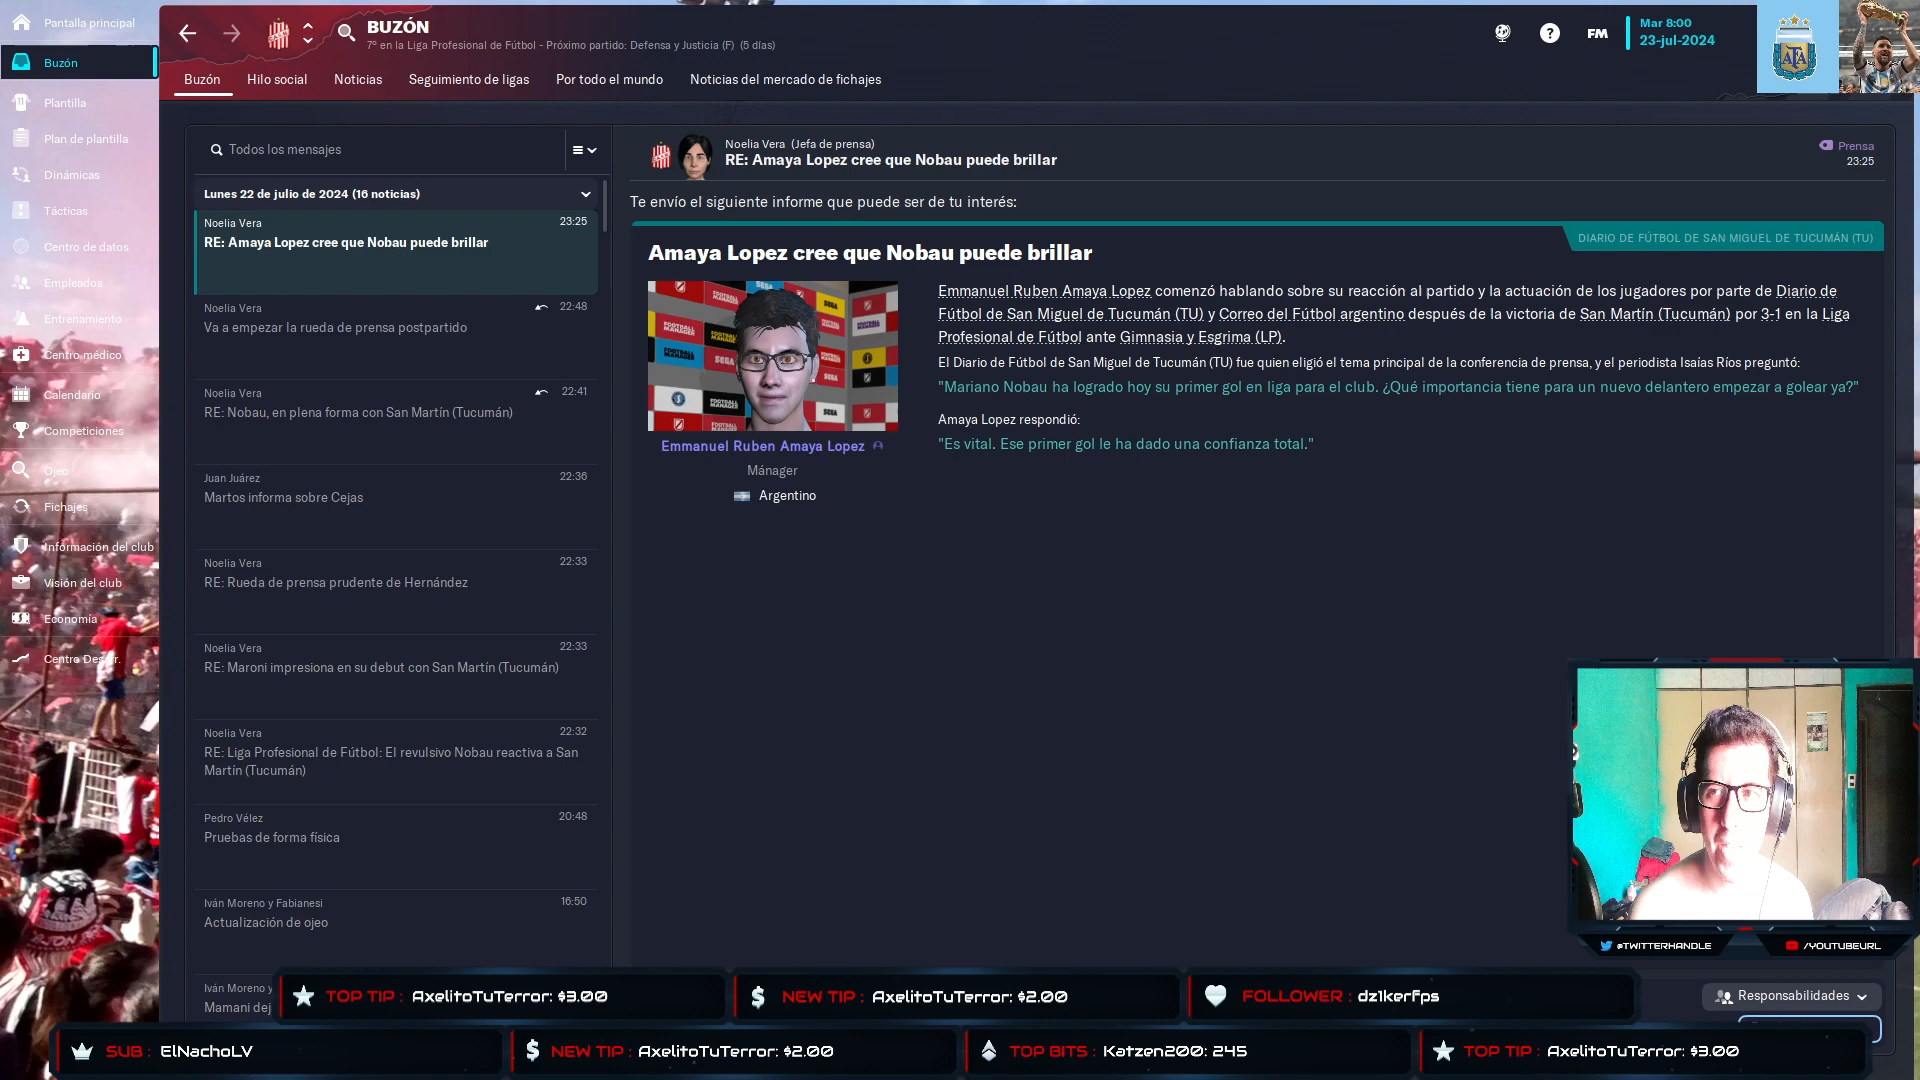 Pantalla principal
Buzón
Plantilla
Plan de plantilla
Dinámicas
Tácticas
Centro de datos
Empleados
Entrenamiento
Centro médico
Calendario
Competiciones
Ojeo
Fichajes
Información del club
Visión del club
Economía
BUZÓN
7º en la Liga Profesional de Fútbol - Próximo partido: Defensa y Justicia (F) (5 días)
FM
Mar 8:00
23-jul-2024
AFA
Buzón
Hilo social
Noticias
Seguimiento de ligas
Por todo el mundo
Noticias del mercado de fichajes
Todos los mensajes
Lunes 22 de julio de 2024 (16 noticias)
Noelia Vera 23:25
RE: Amaya Lopez cree que Nobau puede brillar
Noelia Vera 22:48
Va a empezar la rueda de prensa postpartido
Noelia Vera 22:41
RE: Nobau, en plena forma con San Martín (Tucumán)
Juan Juárez 22:36
Martos informa sobre Cejas
Noelia Vera 22:33
RE: Rueda de prensa prudente de Hernández
Noelia Vera 22:33
RE: Maroni impresiona en su debut con San Martín (Tucumán)
Noelia Vera 22:32
RE: Liga Profesional de Fútbol: El revulsivo Nobau reactiva a San
Martín (Tucumán)
Pedro Vélez 20:48
Pruebas de forma física
Iván Moreno y Fabianesi 16:50
Actualización de ojeo
Iván Moreno y
Mamani dej
Noelia Vera (Jefa de prensa)
RE: Amaya Lopez cree que Nobau puede brillar
Prensa
23:25
Te envío el siguiente informe que puede ser de tu interés:
DIARIO DE FÚTBOL DE SAN MIGUEL DE TUCUMÁN (TU)
Amaya Lopez cree que Nobau puede brillar
Emmanuel Ruben Amaya Lopez
Mánager
Argentino
Emmanuel Ruben Amaya Lopez comenzó hablando sobre su reacción al partido y la actuación de los jugadores por parte de Diario de
Fútbol de San Miguel de Tucumán (TU) y Correo del Fútbol argentino después de la victoria de San Martín (Tucumán) por 3-1 en la Liga
Profesional de Fútbol ante Gimnasia y Esgrima (LP).
El Diario de Fútbol de San Miguel de Tucumán (TU) fue quien eligió el tema principal de la conferencia de prensa, y el periodista Isaías Ríos preguntó:
"Mariano Nobau ha logrado hoy su primer gol en liga para el club. ¿Qué importancia tiene para un nuevo delantero empezar a golear ya?"
Amaya Lopez respondió:
"Es vital. Ese primer gol le ha dado una confianza total."
@TWITTERHANDLE
/YOUTUBEURL
Responsabilidades
TOP TIP : AxelitoTuTerror: $3.00
NEW TIP : AxelitoTuTerror: $2.00
FOLLOWER : dz1kerfps
SUB : ElNachoLV
NEW TIP : AxelitoTuTerror: $2.00
TOP BITS : Katzen200: 245
TOP TIP : AxelitoTuTerror: $3.00